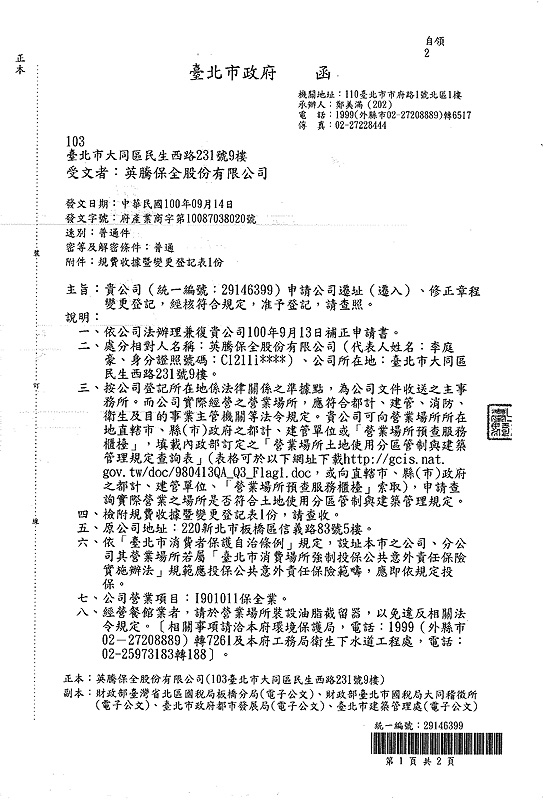 正本
自領
2
臺北市政府 函
機關地址：110臺北市市府路1號北區1樓
承辦人：鄭美滿(202)
電 話：1999(外縣市02-27208889)轉6517
傳 真：02-27228444
103
臺北市大同區民生西路231號9樓
受文者：英騰保全股份有限公司
發文日期：中華民國100年09月14日
發文字號：府產業商字第10087038020號
速別：普通件
密等及解密條件：普通
附件：規費收據暨變更登記表1份
主旨：貴公司（統一編號：29146399）申請公司遷址（遷入）、修正章程
變更登記，經核符合規定，准予登記，請查照。
說明：
一、依公司法辦理兼復貴公司100年9月13日補正申請書。
二、處分相對人名稱：英騰保全股份有限公司（代表人姓名：李庭
豪、身分證照號碼：C1211i****）、公司所在地：臺北市大同區
民生西路231號9樓。
三、按公司登記所在地係法律關係之準據點，為公司文件收送之主事
務所。而公司實際經營之營業場所，應符合都計、建管、消防、
衛生及目的事業主管機關等法令規定。貴公司可向營業場所所在
地直轄市、縣(市)政府之都計、建管單位或「營業場所預查服務
櫃檯」，填載內政部訂定之「營業場所土地使用分區管制與建築
管理規定查詢表」（表格可於以下網址下載http://gcis.nat.
gov.tw/doc/980413QA_Q3_Flag1.doc，或向直轄市、縣(市)政府
之都計、建管單位、「營業場所預查服務櫃檯」索取)，申請查
詢實際營業之場所是否符合土地使用分區管制與建築管理規定。
四、檢附規費收據暨變更登記表1份，請查收。
五、原公司地址：220新北市板橋區信義路83號5樓。
六、依「臺北市消費者保護自治條例」規定，設址本市之公司、分公
司其營業場所若屬「臺北市消費場所強制投保公共意外責任保險
實施辦法」規範應投保公共意外責任保險範疇，應即依規定投
保。
七、公司營業項目：I901011保全業。
八、經營餐館業者，請於營業場所裝設油脂截留器，以免違反相關法
令規定。〔相關事項請洽本府環境保護局，電話：1999（外縣市
02－27208889）轉7261及本府工務局衛生下水道工程處，電話：
02-25973183轉188〕。
正本：英騰保全股份有限公司(103臺北市大同區民生西路231號9樓)
副本：財政部臺灣省北區國稅局板橋分局(電子公文)、財政部臺北市國稅局大同稽徵所
(電子公文)、臺北市政府都市發展局(電子公文)、臺北市建築管理處(電子公文)
統一編號：29146399
第1頁 共2頁
裝
訂
線